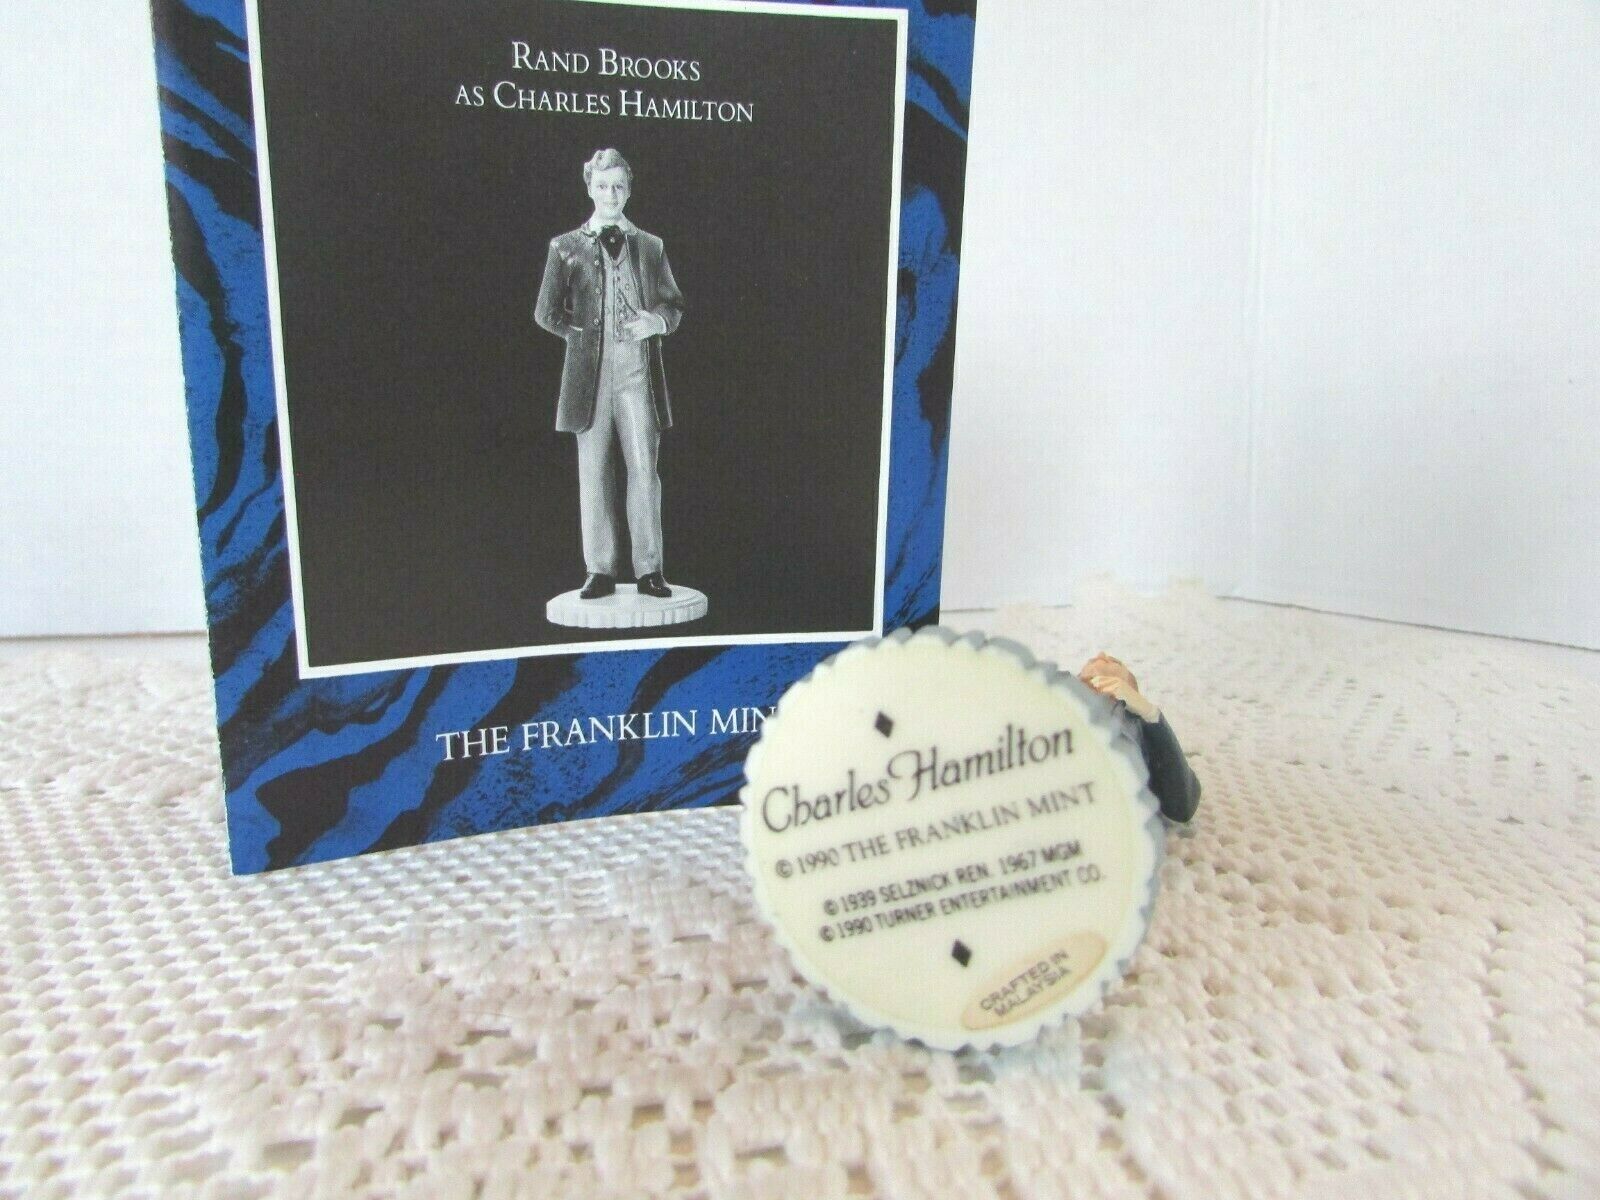 RAND BROOKS
AS CHARLES HAMILTON
THE FRANKLIN MIN
Charles Hamilton
© 1990 THE FRANKLIN MINT
© 1939 SELZNICK REN. 1967 MGM
© 1990 TURNER ENTERTAINMENT CO.
CRAFTED IN
MALAYSIA